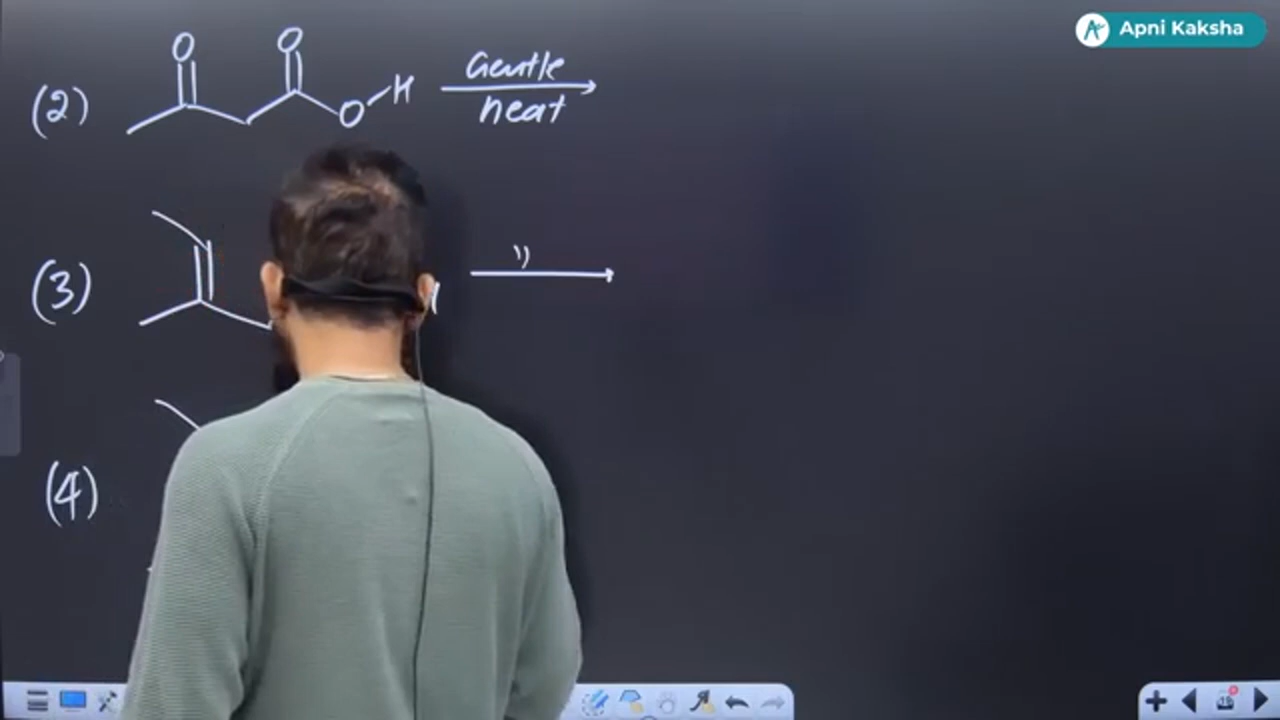 Apni Kaksha
(2) O O O H Gentle
heat
(3) "
(4)